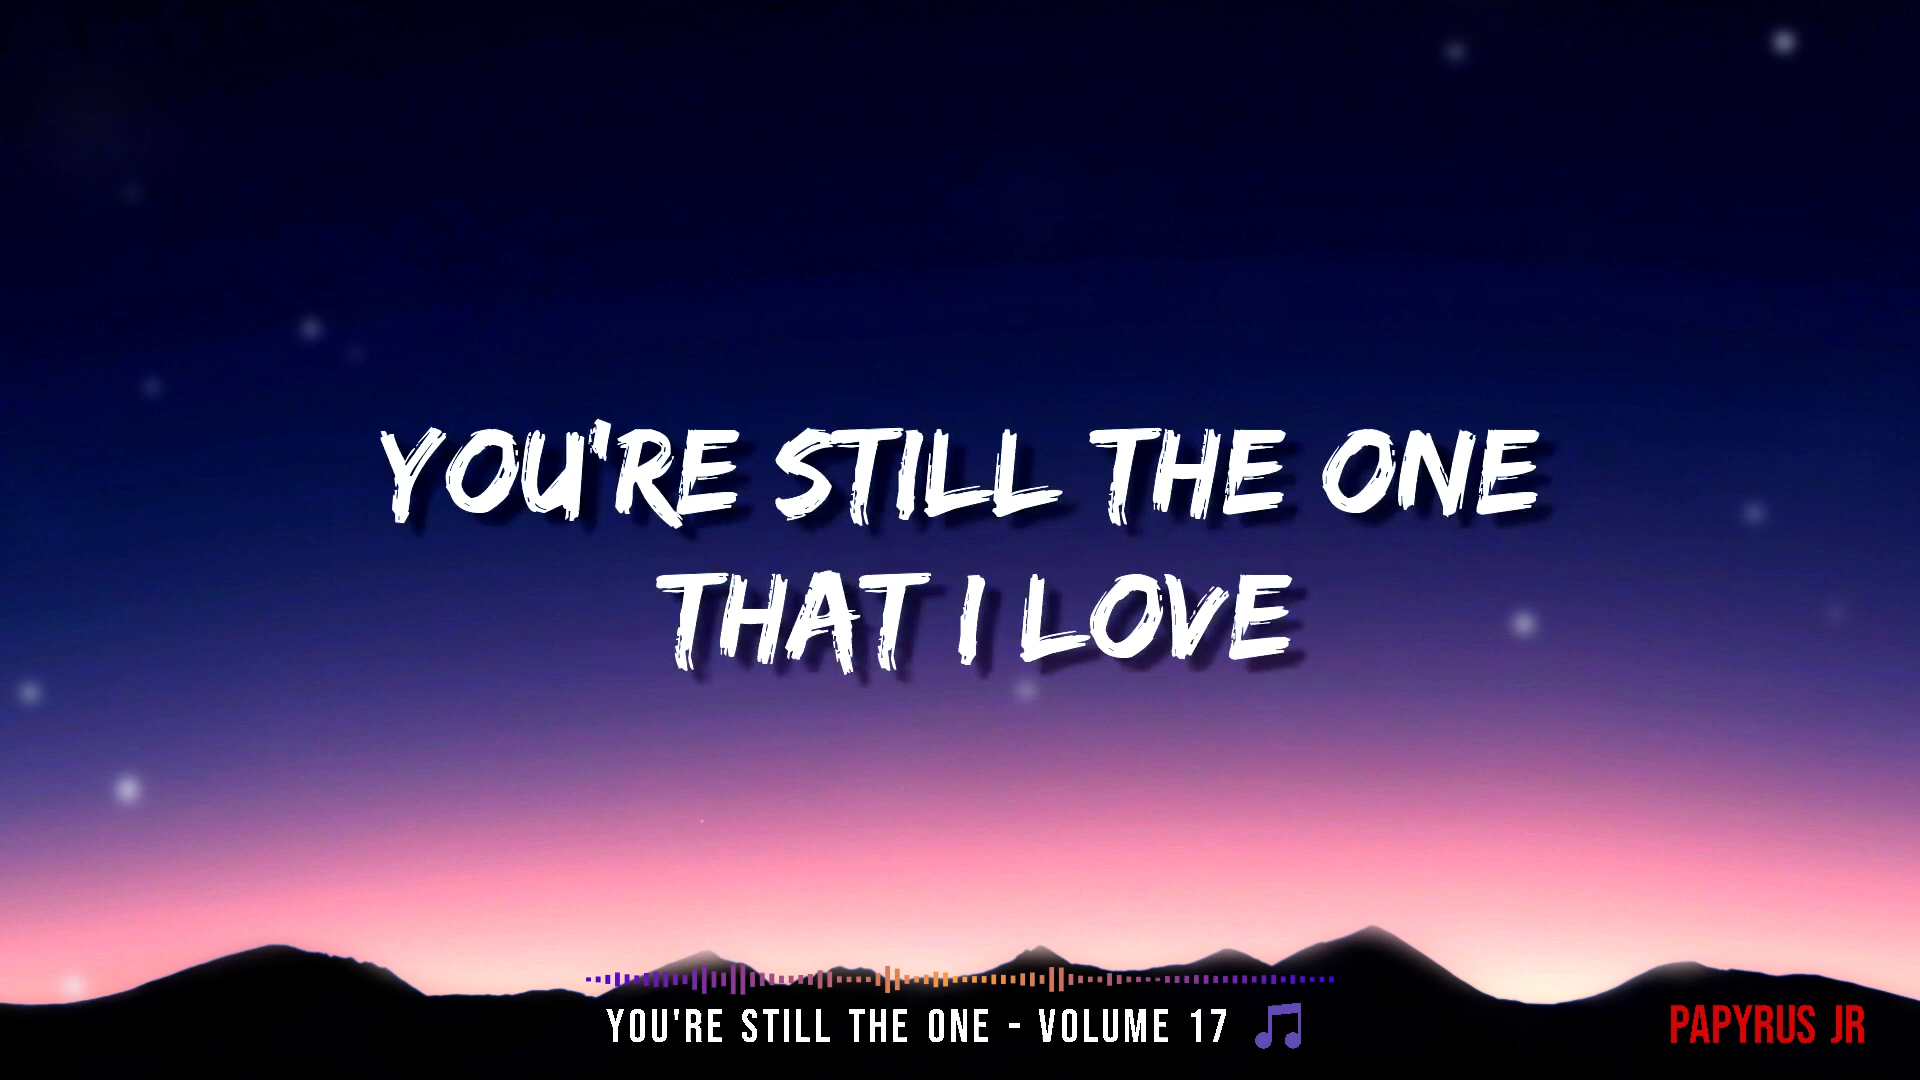 YOU'RE STILL THE ONE
THAT I LOVE
YOU'RE STILL THE ONE - VOLUME 17
PAPYRUS JR